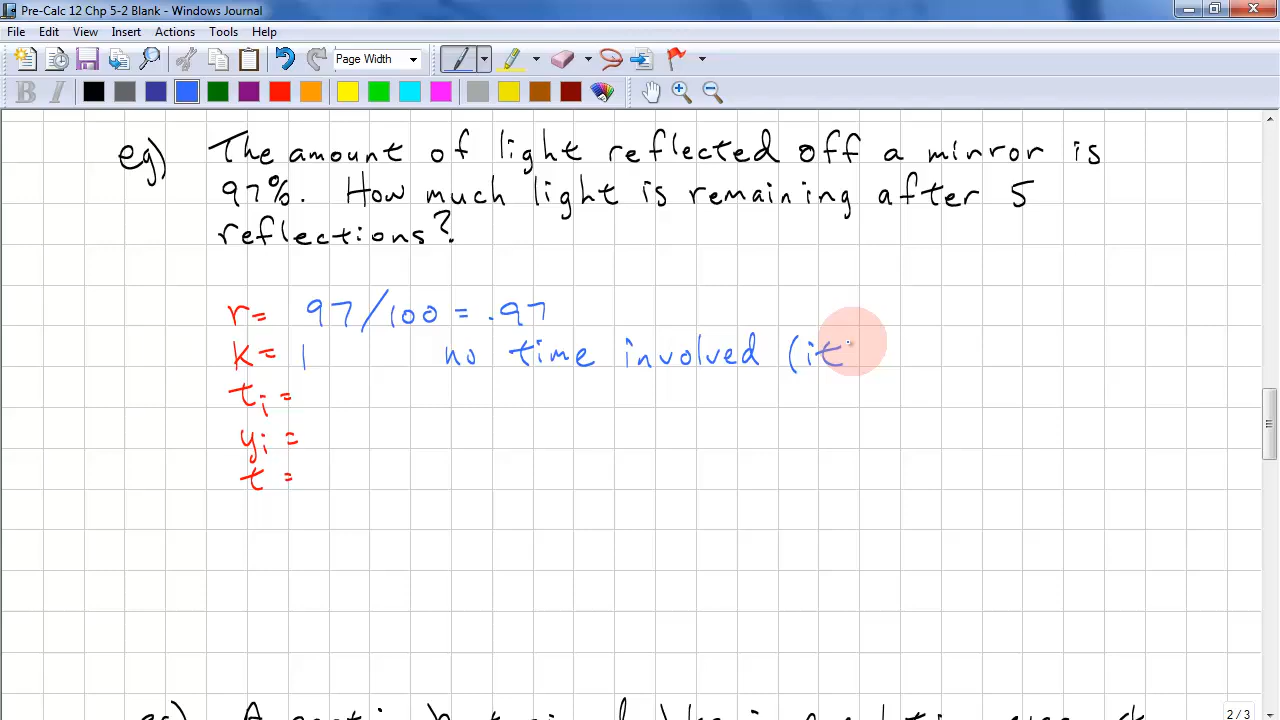 Pre-Calc 12 Chp 5-2 Blank - Windows Journal
File Edit View Insert Actions Tools Help
Page Width
B I
eg) The amount of light reflected off a mirror is
97%. How much light is remaining after 5
reflections?
r= 97/100 = .97
k= 1 no time involved (it
ti =
yi =
t =
2/3